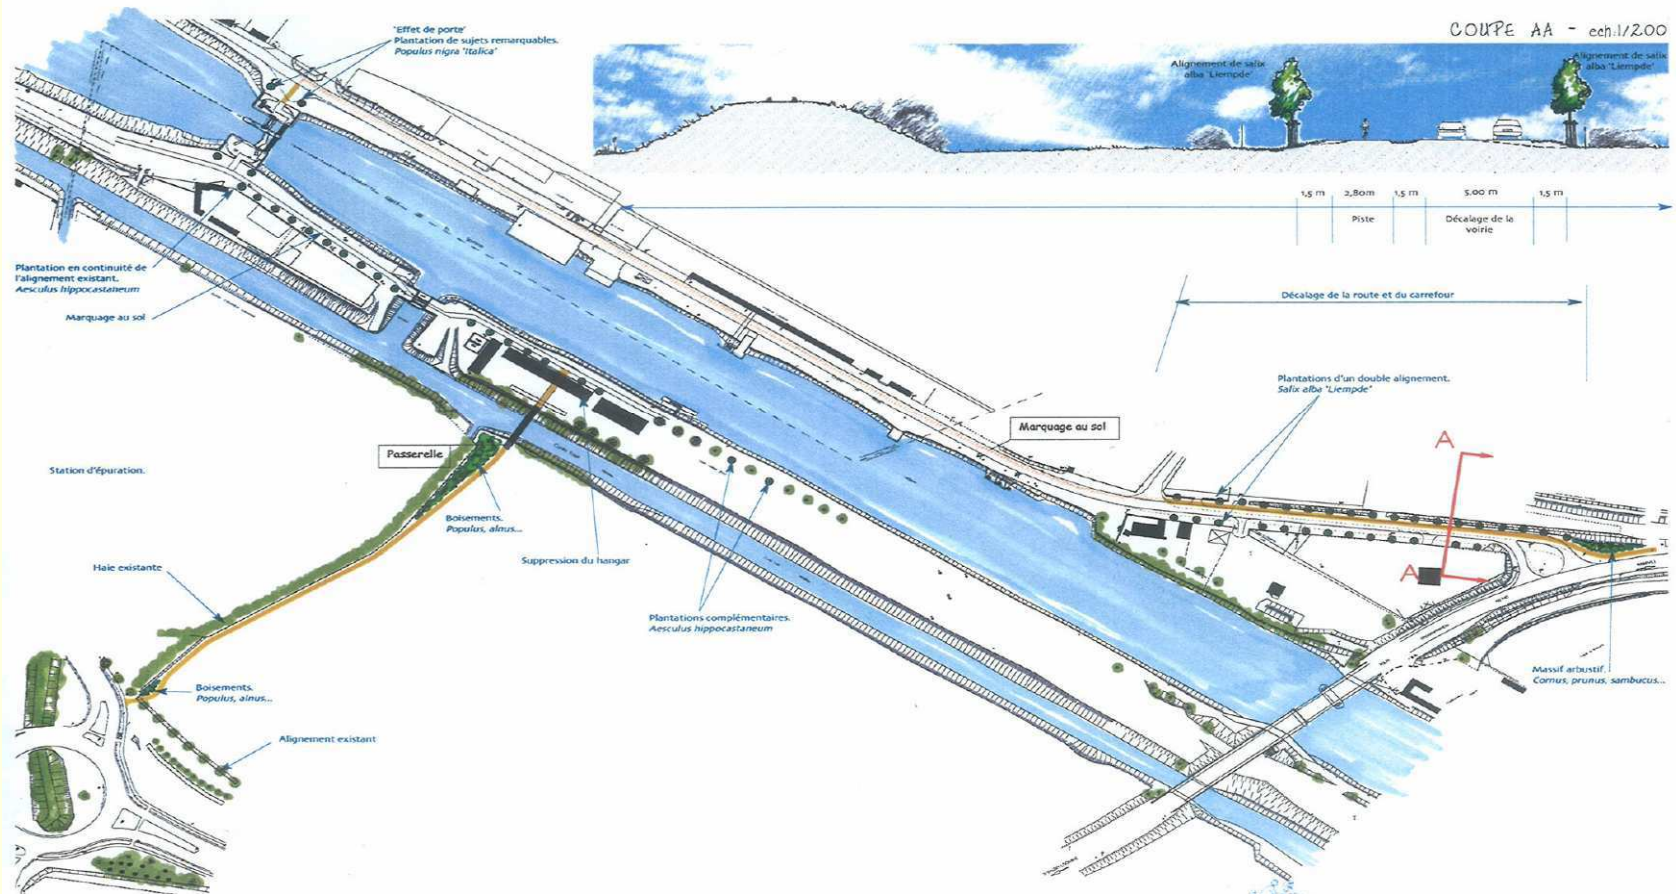 COUPE AA - ech:1/200
'Effet de porte'
Plantation de sujets remarquables.
Populus nigra 'Italica'
Alignement de salix
alba 'Liempde'
Alignement de salix
alba 'Liempde'
1,5 m
2,80m
1,5 m
5,00 m
1,5 m
Piste
Décalage de la
voirie
Plantation en continuité de
l'alignement existant.
Aesculus hippocastaneum
Marquage au sol
Décalage de la route et du carrefour
Plantations d'un double alignement.
Salix alba "Liempde"
Marquage au sol
A
Passerelle
Station d'épuration.
Boisements.
Populus, alnus...
Suppression du hangar
Haie existante
A
Plantations complémentaires.
Aesculus hippocastaneum
Massif arbustif.
Cornus, prunus, sambucus...
Boisements.
Populus, alnus...
Alignement existant